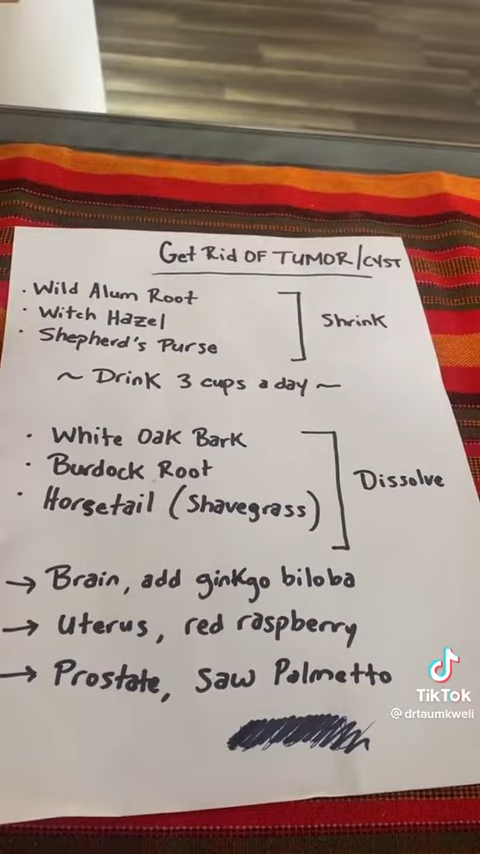 Get Rid OF TUMOR/CYST
· Wild Alum Root
· Witch Hazel
· Shepherd's Purse
Shrink
~ Drink 3 cups a day ~
· White Oak Bark
· Burdock Root
· Horsetail (Shavegrass)
Dissolve
→ Brain, add ginkgo biloba
→ Uterus, red raspberry
→ Prostate, Saw Palmetto
TikTok
@drtaumkweli